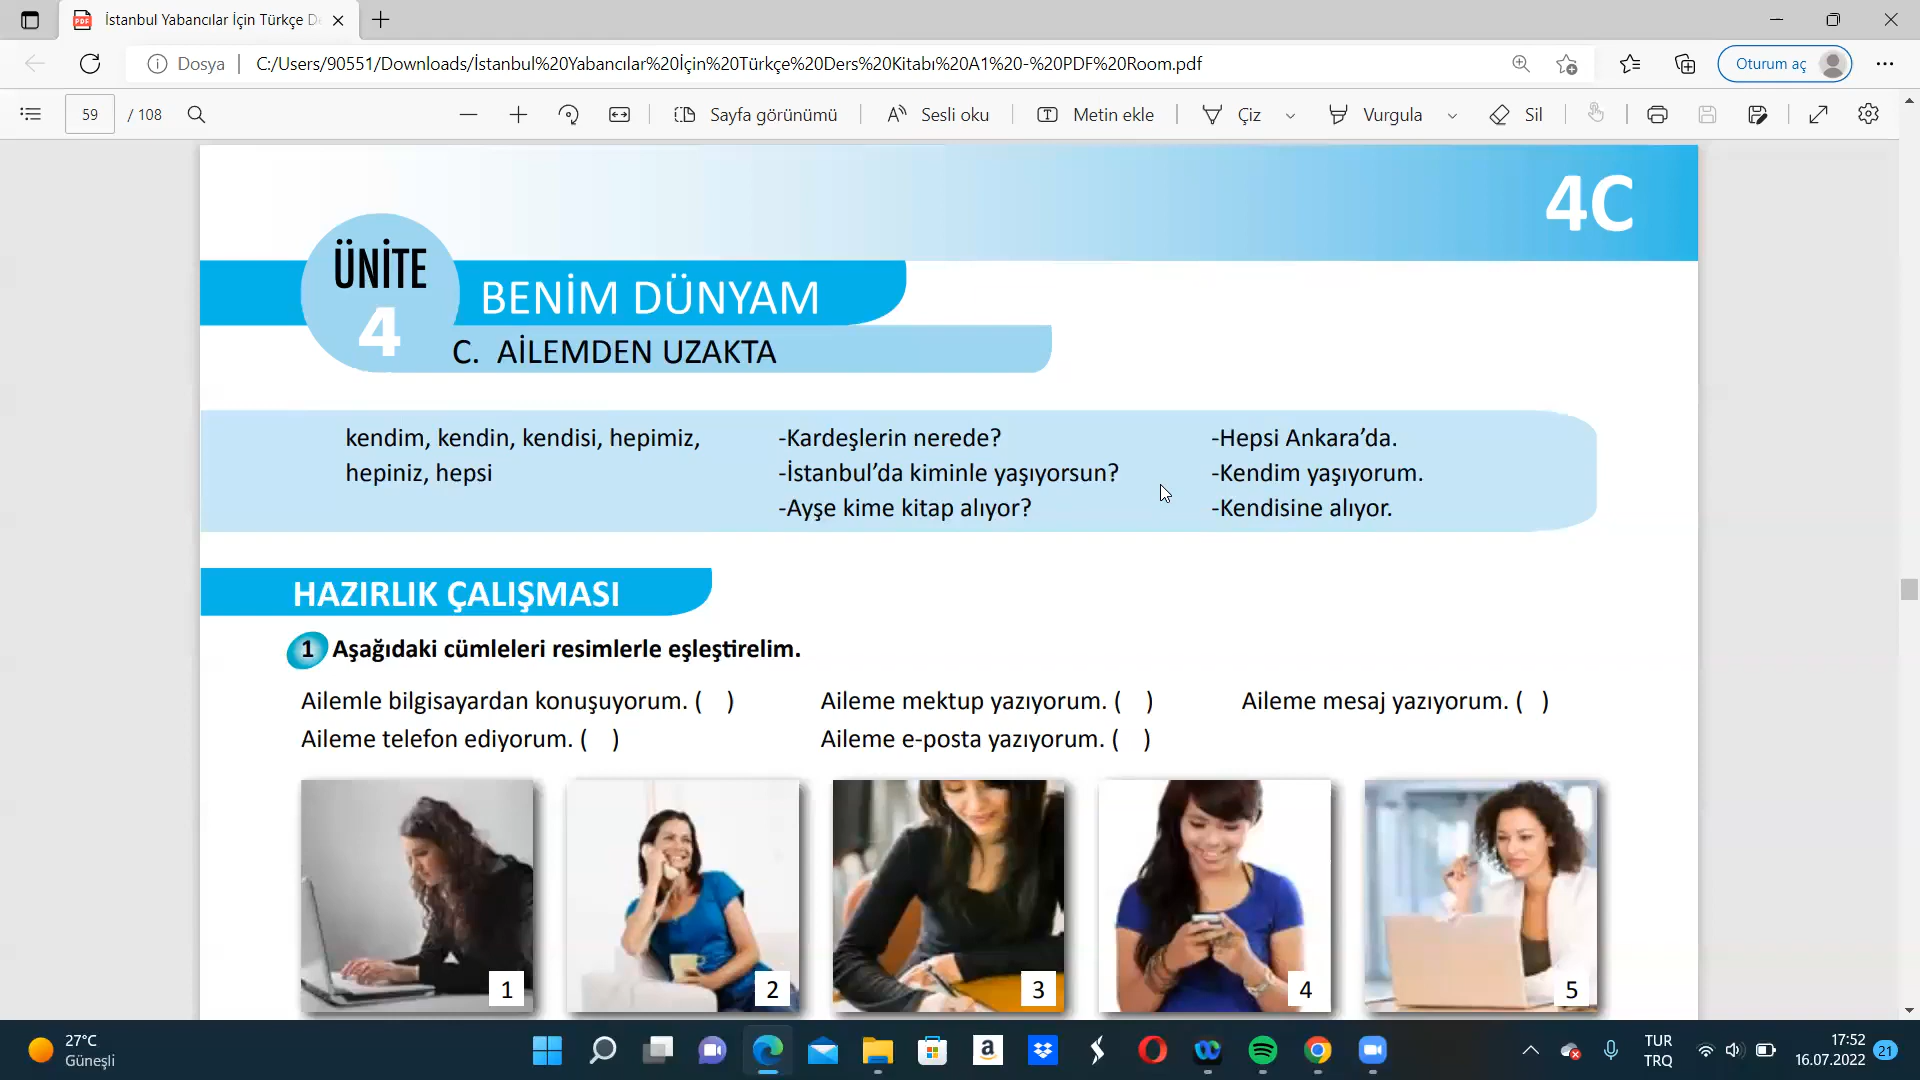 İstanbul Yabancılar İçin Türkçe De
Dosya
C:/Users/90551/Downloads/İstanbul%20Yabancılar%20İçin%20Türkçe%20Ders%20Kitabı%20A1%20-%20PDF%20Room.pdf
Oturum aç
59 / 108
Sayfa görünümü
Sesli oku
Metin ekle
Çiz
Vurgula
Sil
4C
ÜNİTE
4
BENİM DÜNYAM
C. AİLEMDEN UZAKTA
kendim, kendin, kendisi, hepimiz,
hepiniz, hepsi
-Kardeşlerin nerede?
-İstanbul’da kiminle yaşıyorsun?
-Ayşe kime kitap alıyor?
-Hepsi Ankara’da.
-Kendim yaşıyorum.
-Kendisine alıyor.
HAZIRLIK ÇALIŞMASI
1 Aşağıdaki cümleleri resimlerle eşleştirelim.
Ailemle bilgisayardan konuşuyorum. ( ) Aileme mektup yazıyorum. ( ) Aileme mesaj yazıyorum. ( )
Aileme telefon ediyorum. ( ) Aileme e-posta yazıyorum. ( )
1 2 3 4 5
27°C
Güneşli
TUR
TRQ
17:52
16.07.2022
21